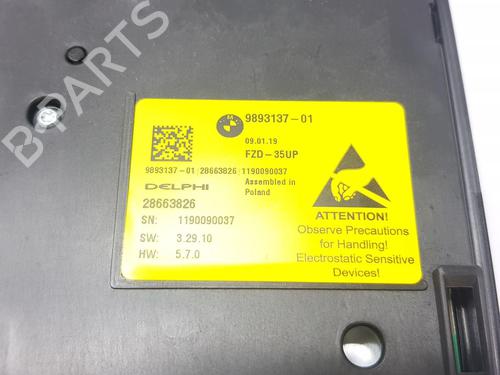 B-PARTS
9893137-01
09.01.19
FZD-35UP
9893137-01 28663826 1190090037
DELPHI
Assembled in
Poland
28663826
SN: 1190090037
SW: 3.29.10
HW: 5.7.0
ATTENTION!
Observe Precautions
for Handling!
Electrostatic Sensitive
Devices!